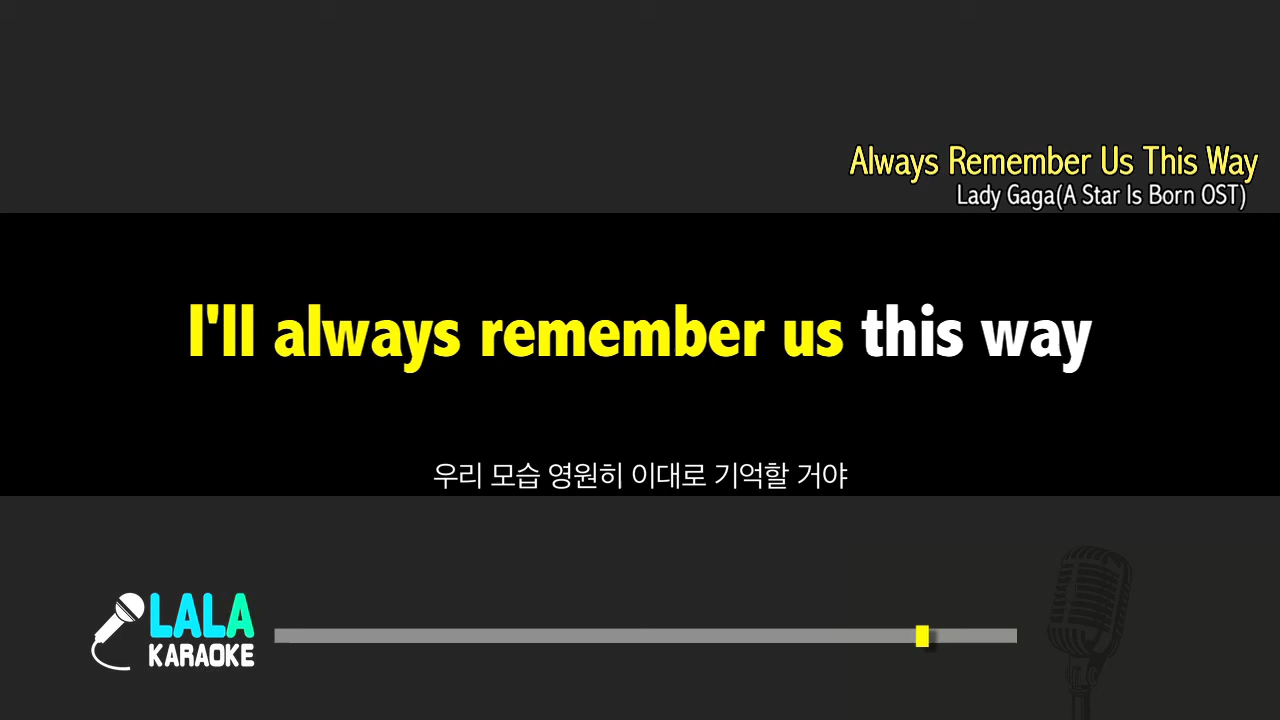 Always Remember Us This Way
Lady Gaga(A Star Is Born OST)
I'll always remember us this way
우리 모습 영원히 이대로 기억할 거야
LALA
KARAOKE